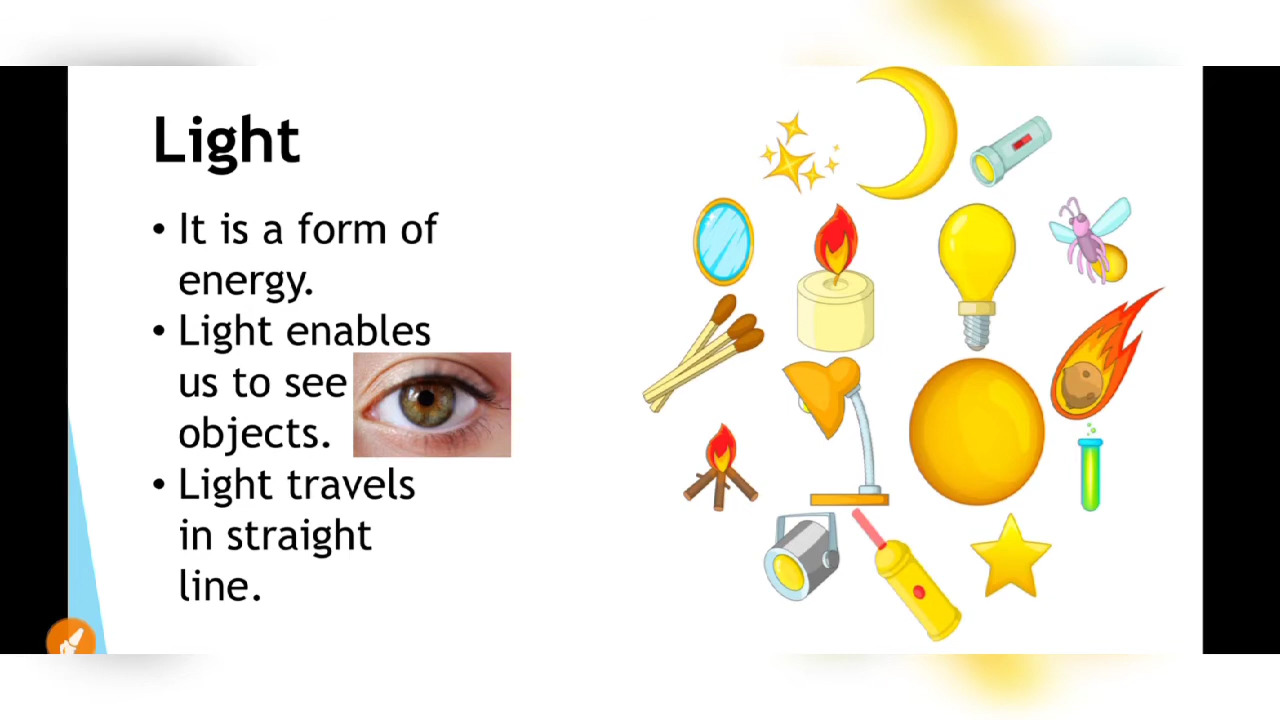 Light
• It is a form of
energy.
• Light enables
us to see
objects.
• Light travels
in straight
line.